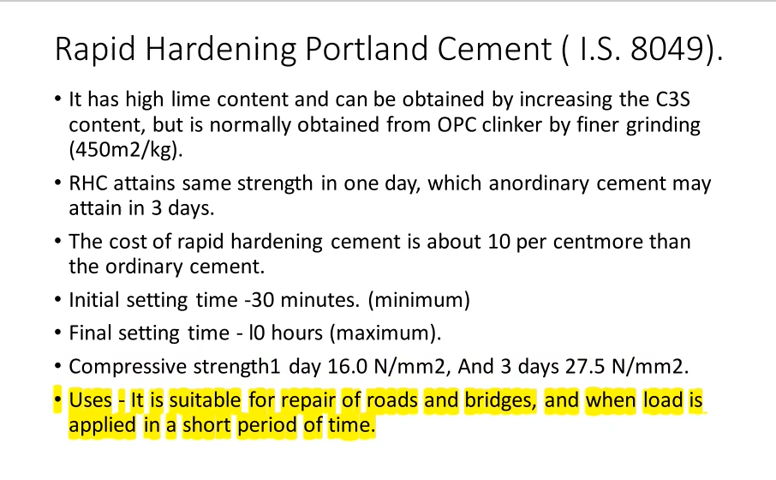 Rapid Hardening Portland Cement ( I.S. 8049).
• It has high lime content and can be obtained by increasing the C3S
content, but is normally obtained from OPC clinker by finer grinding
(450m2/kg).
• RHC attains same strength in one day, which anordinary cement may
attain in 3 days.
• The cost of rapid hardening cement is about 10 per centmore than
the ordinary cement.
• Initial setting time -30 minutes. (minimum)
• Final setting time - l0 hours (maximum).
• Compressive strength1 day 16.0 N/mm2, And 3 days 27.5 N/mm2.
• Uses - It is suitable for repair of roads and bridges, and when load is
applied in a short period of time.